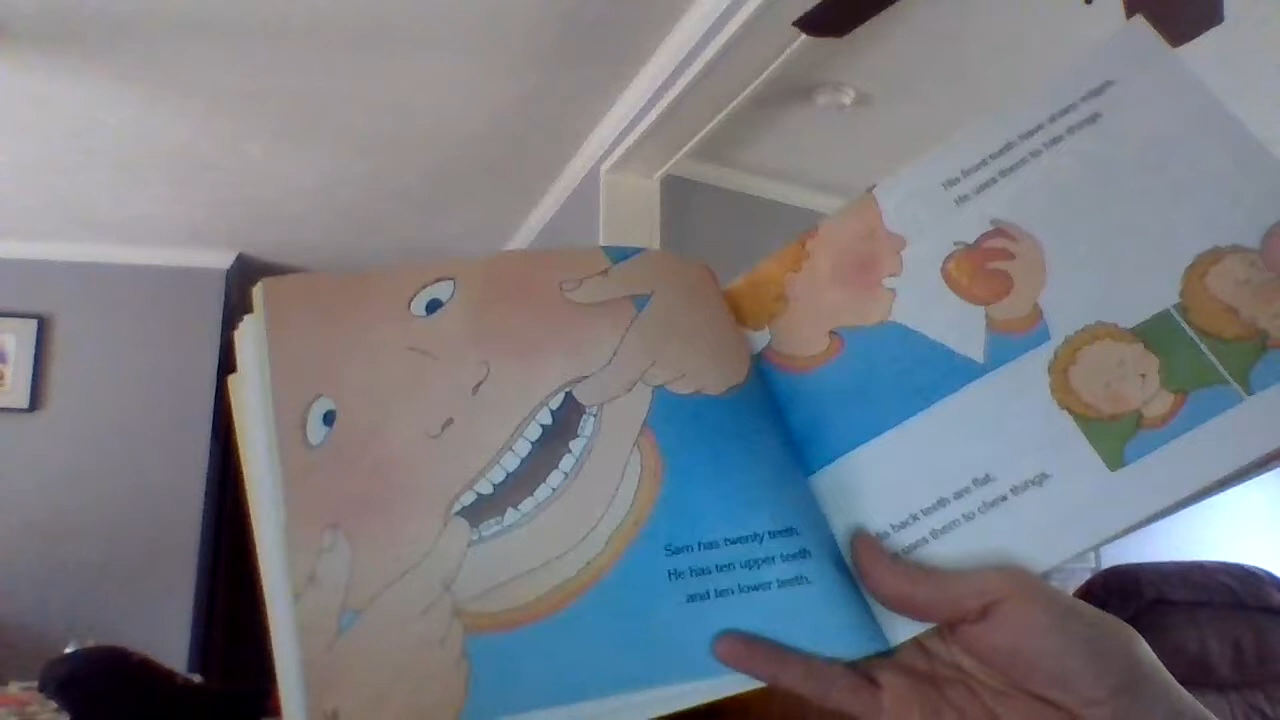 Sam has twenty teeth.
He has ten upper teeth
and ten lower teeth.
His front teeth have sharp edges.
He uses them to bite things.
back teeth are flat.
uses them to chew things.